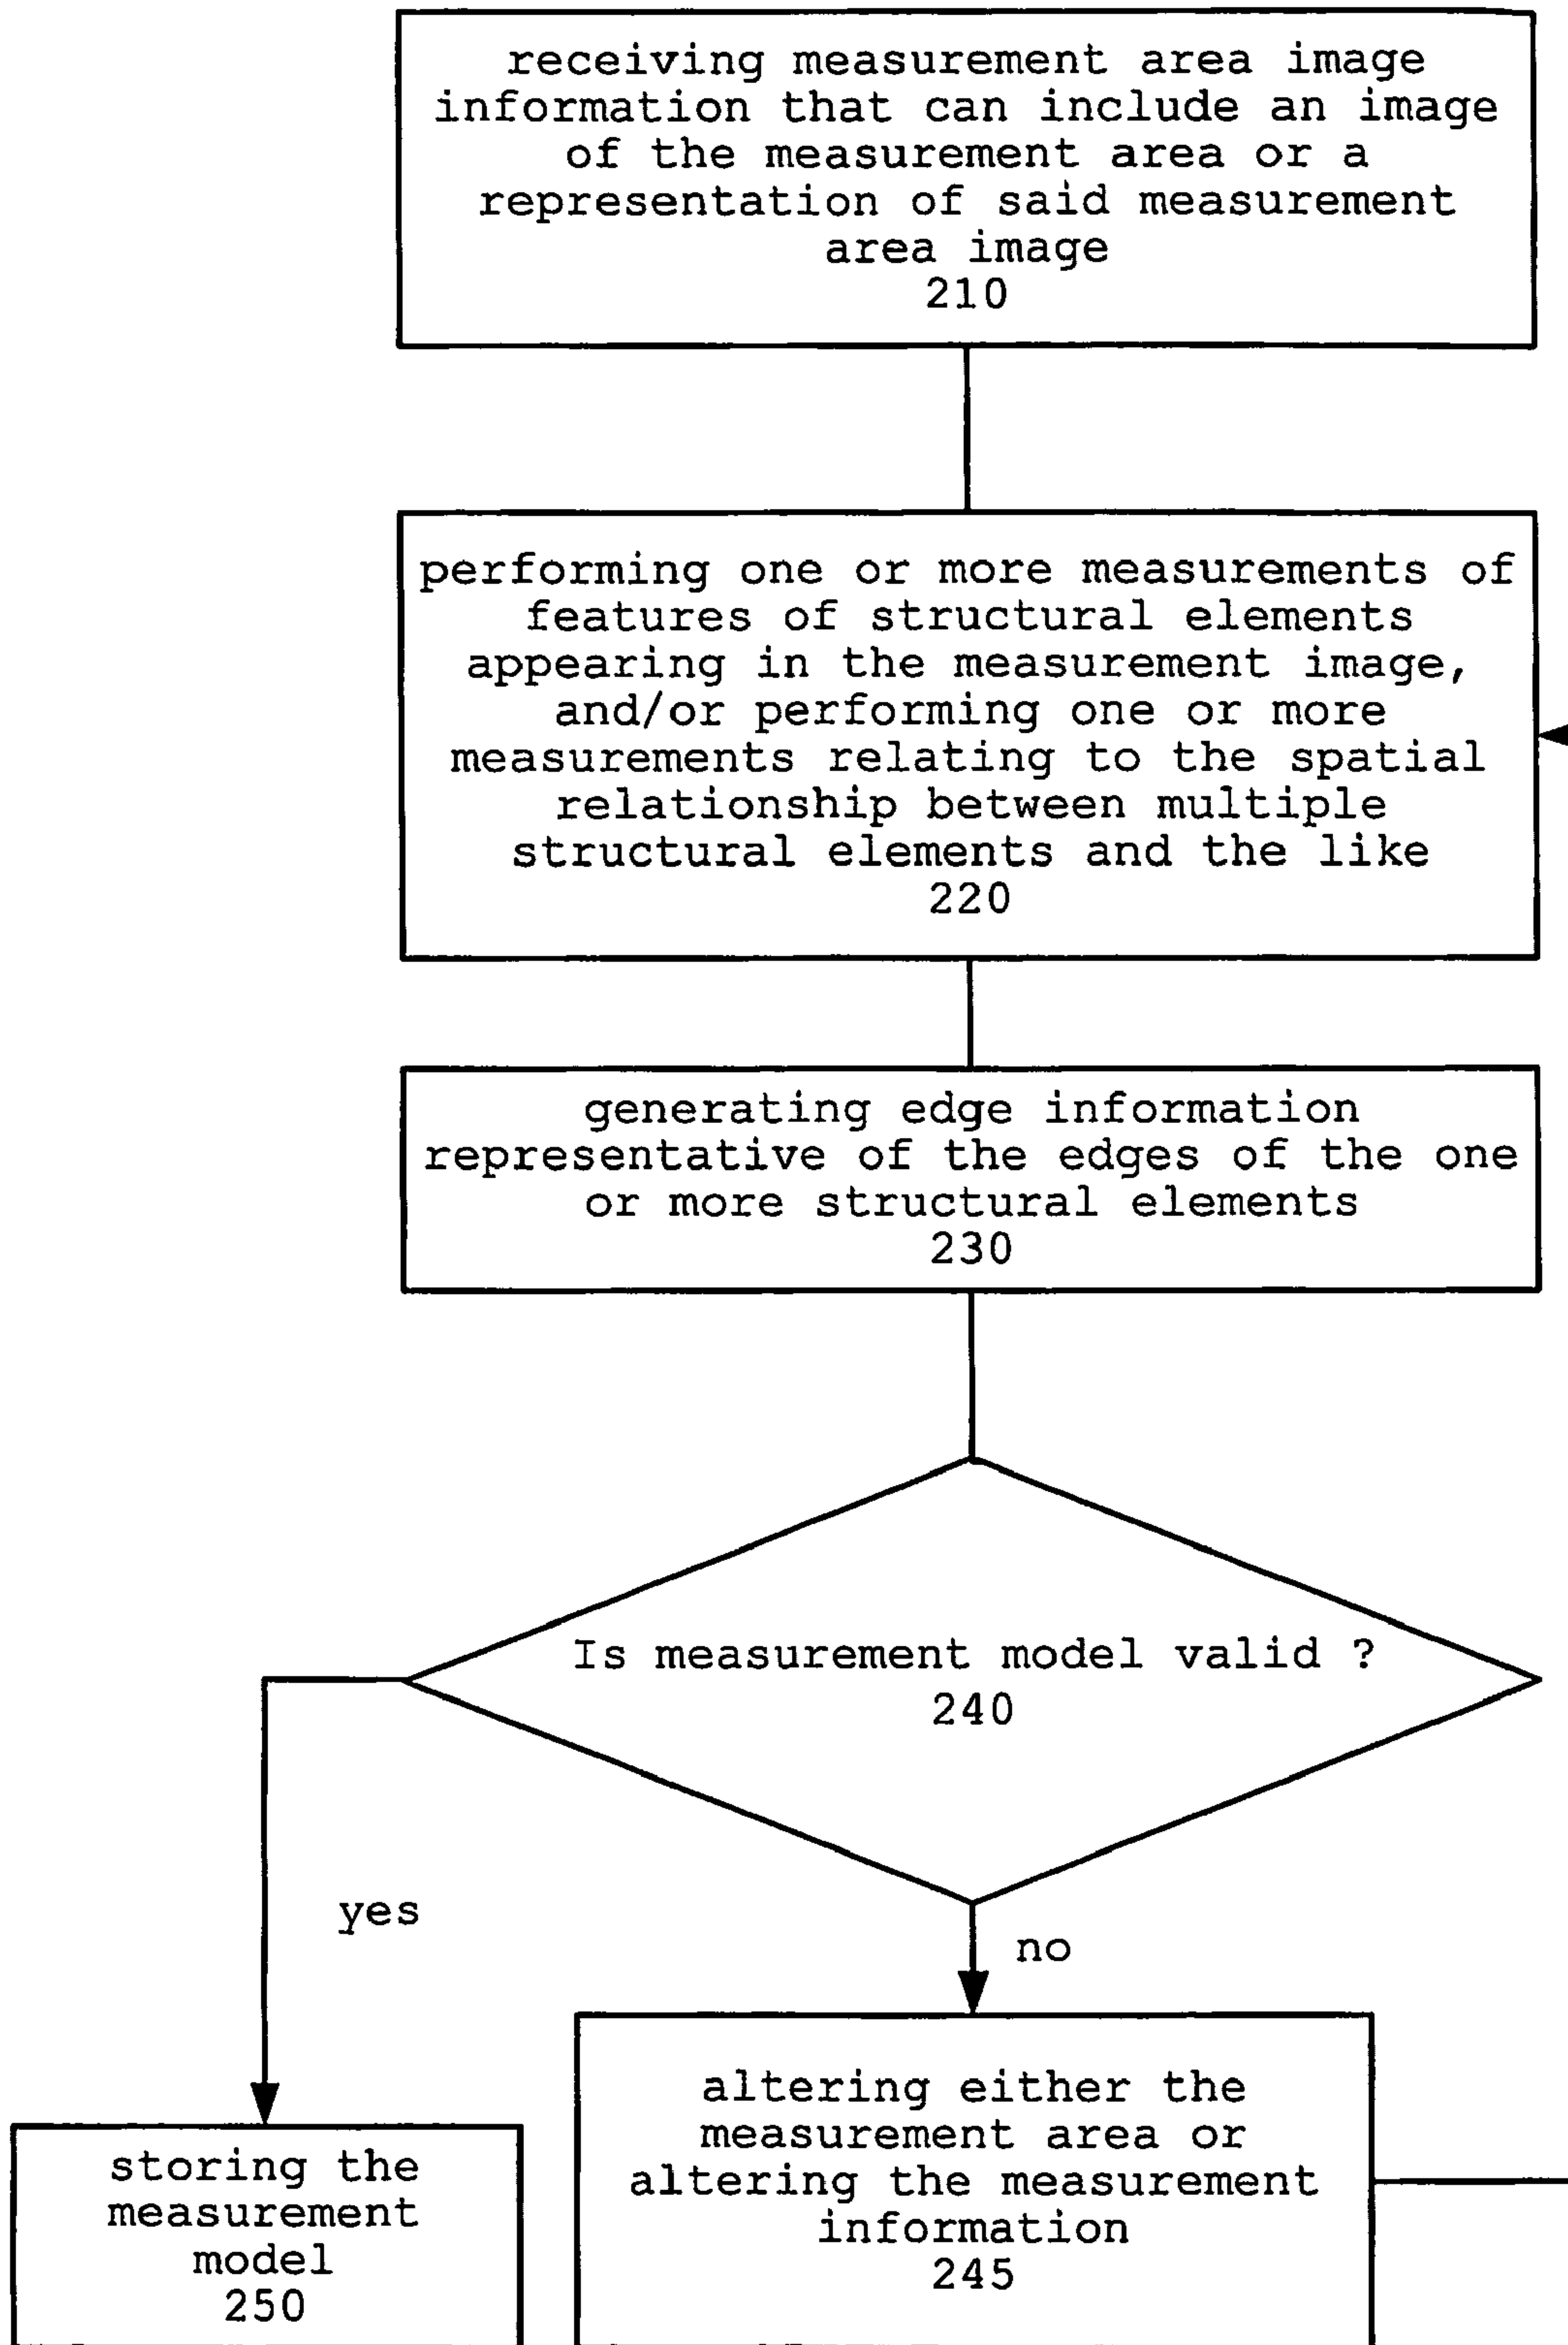 receiving measurement area image
information that can include an image
of the measurement area or a
representation of said measurement
area image
210
performing one or more measurements of
features of structural elements
appearing in the measurement image,
and/or performing one or more
measurements relating to the spatial
relationship between multiple
structural elements and the like
220
generating edge information
representative of the edges of the one
or more structural elements
230
Is measurement model valid ?
240
yes
no
storing the
measurement
model
250
altering either the
measurement area or
altering the measurement
information
245